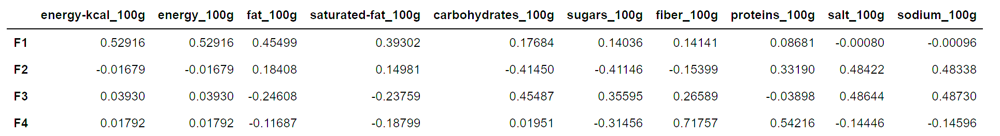 energy-kcal_100g energy_100g fat_100g saturated-fat_100g carbohydrates_100g sugars_100g fiber_100g proteins_100g salt_100g sodium_100g
F1 0.52916 0.52916 0.45499 0.39302 0.17684 0.14036 0.14141 0.08681 -0.00080 -0.00096
F2 -0.01679 -0.01679 0.18408 0.14981 -0.41450 -0.41146 -0.15399 0.33190 0.48422 0.48338
F3 0.03930 0.03930 -0.24608 -0.23759 0.45487 0.35595 0.26589 -0.03898 0.48644 0.48730
F4 0.01792 0.01792 -0.11687 -0.18799 0.01951 -0.31456 0.71757 0.54216 -0.14446 -0.14596